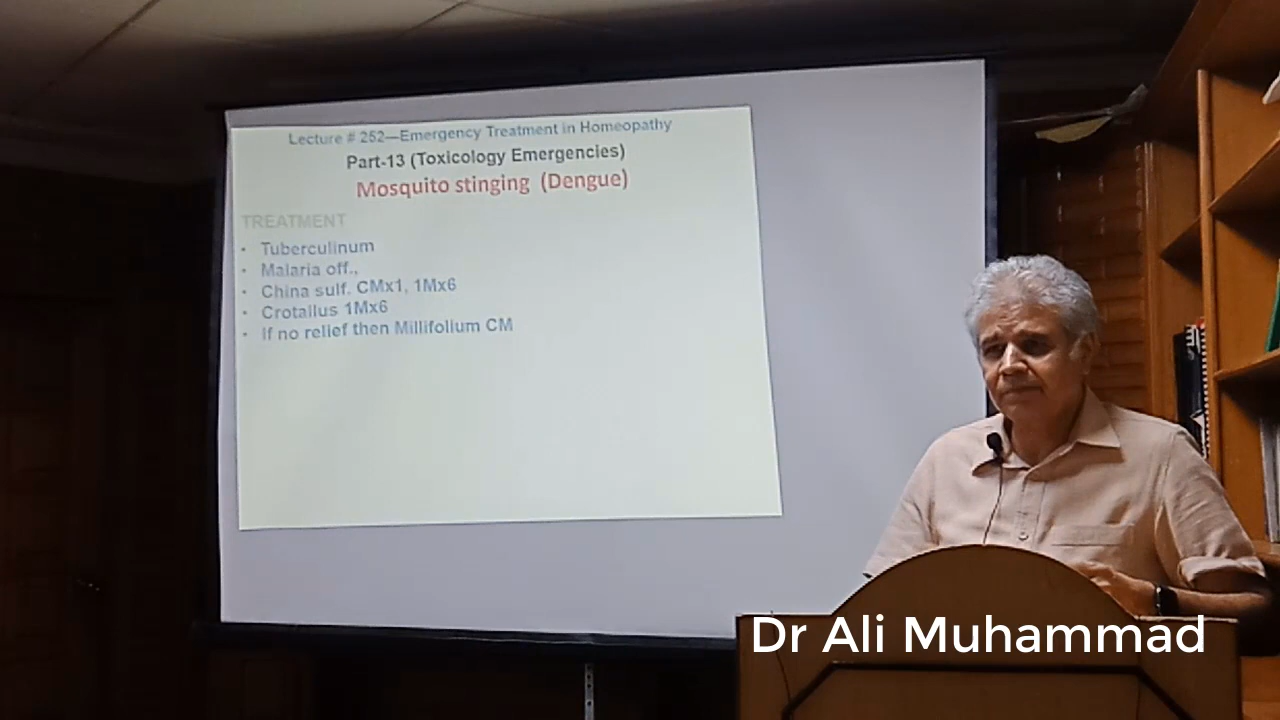 Lecture # 252—Emergency Treatment in Homeopathy
Part-13 (Toxicology Emergencies)
Mosquito stinging (Dengue)
TREATMENT
• Tuberculinum
• Malaria off.,
• China sulf. CMx1, 1Mx6
• Crotallus 1Mx6
• If no relief then Millifolium CM
Dr Ali Muhammad